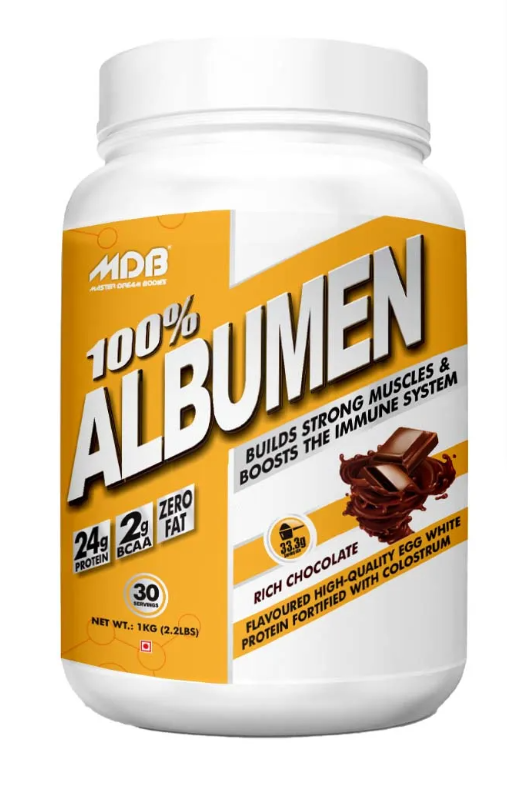 MDB®
MASTER DREAM BODIES
100%
ALBUMEN
BUILDS STRONG MUSCLES &
BOOSTS THE IMMUNE SYSTEM
24g
PROTEIN
2g
BCAA
ZERO
FAT
33.3g
30
SERVINGS
RICH CHOCOLATE
NET WT.: 1KG (2.2LBS)
FLAVOURED HIGH-QUALITY EGG WHITE
PROTEIN FORTIFIED WITH COLOSTRUM